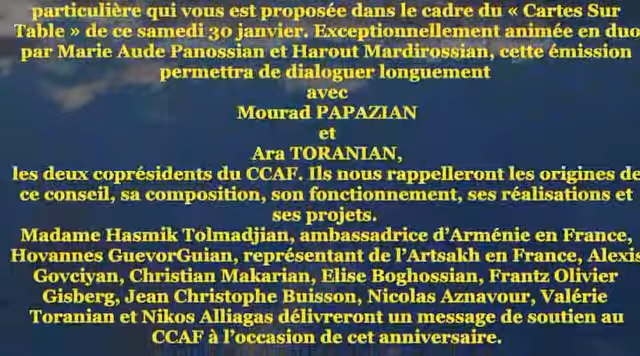 particulière qui vous est proposée dans le cadre du « Cartes Sur
Table » de ce samedi 30 janvier. Exceptionnellement animée en duo
par Marie Aude Panossian et Harout Mardirossian, cette émission
permettra de dialoguer longuement
avec
Mourad PAPAZIAN
et
Ara TORANIAN,
les deux coprésidents du CCAF. Ils nous rappelleront les origines de
ce conseil, sa composition, son fonctionnement, ses réalisations et
ses projets.
Madame Hasmik Tolmadjian, ambassadrice d'Arménie en France,
Hovannes GuevorGuian, représentant de l'Artsakh en France, Alexis
Govciyan, Christian Makarian, Elise Boghossian, Frantz Olivier
Gisberg, Jean Christophe Buisson, Nicolas Aznavour, Valérie
Toranian et Nikos Alliagas délivreront un message de soutien au
CCAF à l'occasion de cet anniversaire.